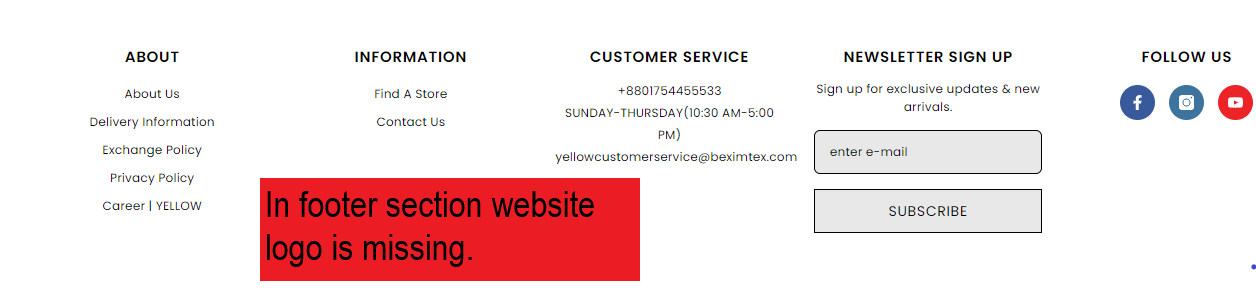 ABOUT
About Us
Delivery Information
Exchange Policy
Privacy Policy
Career | YELLOW
INFORMATION
Find A Store
Contact Us
CUSTOMER SERVICE
+8801754455533
SUNDAY-THURSDAY(10:30 AM-5:00
PM)
yellowcustomerservice@beximtex.com
NEWSLETTER SIGN UP
Sign up for exclusive updates & new
arrivals.
enter e-mail
SUBSCRIBE
FOLLOW US
In footer section website
logo is missing.